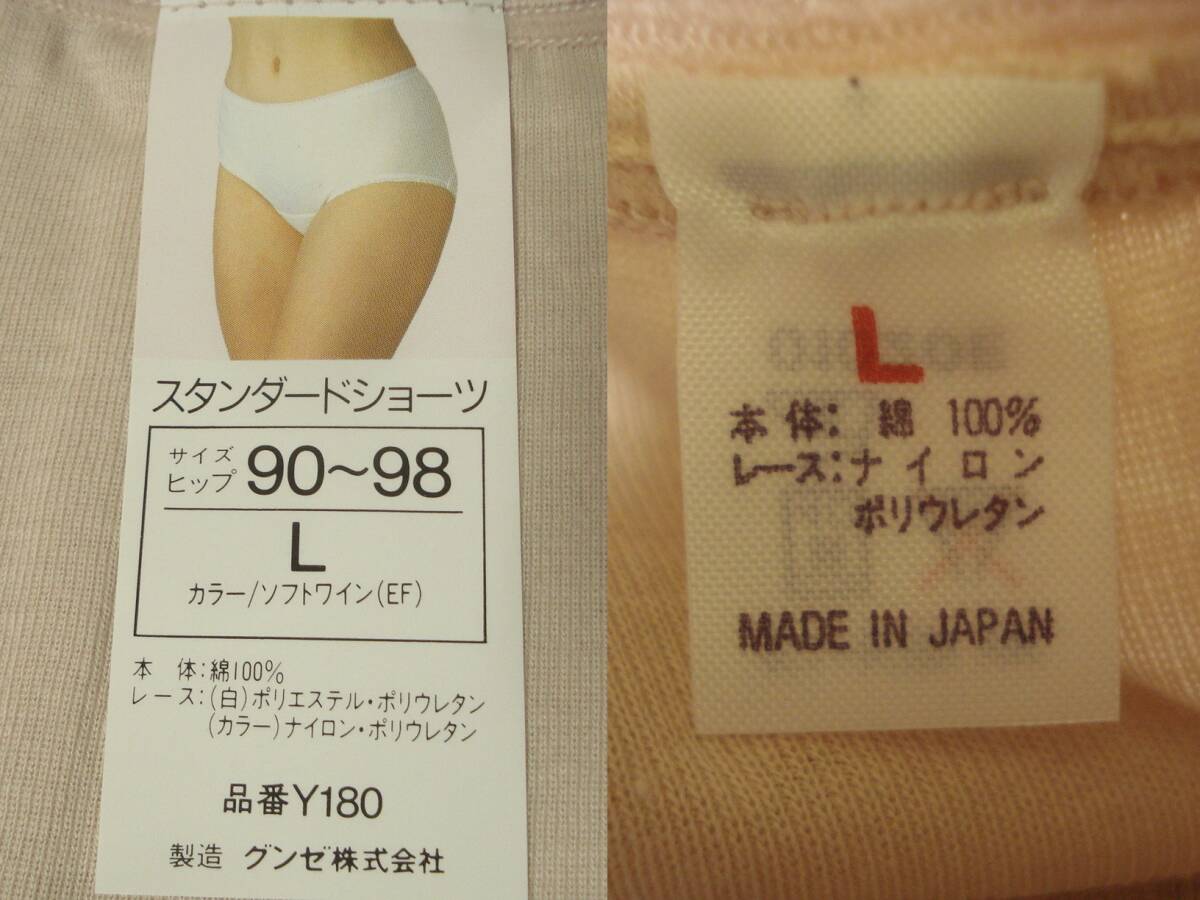 スタンダードショーツ
サイズ
ヒップ 90～98
L
カラー/ソフトワイン(EF)
本 体：綿100%
レース：(白)ポリエステル・ポリウレタン
(カラー)ナイロン・ポリウレタン
品番Y180
製造 グンゼ株式会社
L
本体：綿 100%
レース：ナイロン
ポリウレタン
MADE IN JAPAN